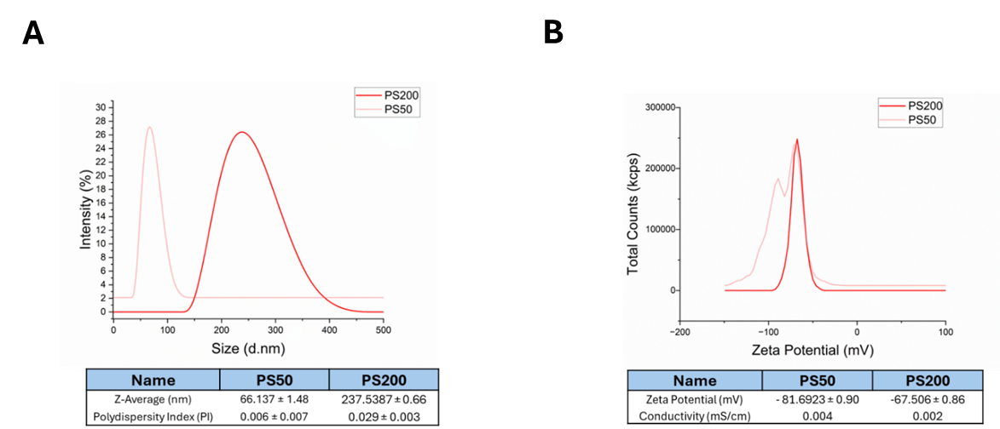 A
B
PS200
PS50
30
28
26
24
22
20
18
16
14
12
10
8
6
4
2
0
Intensity (%)
0 100 200 300 400 500
Size (d.nm)
Name PS50 PS200
Z-Average (nm) 66.137 ± 1.48 237.5387 ± 0.66
Polydispersity Index (PI) 0.006 ± 0.007 0.029 ± 0.003
PS200
PS50
300000
200000
100000
0
Total Counts (kcps)
−200 −100 0 100
Zeta Potential (mV)
Name PS50 PS200
Zeta Potential (mV) - 81.6923 ± 0.90 -67.506 ± 0.86
Conductivity (mS/cm) 0.004 0.002